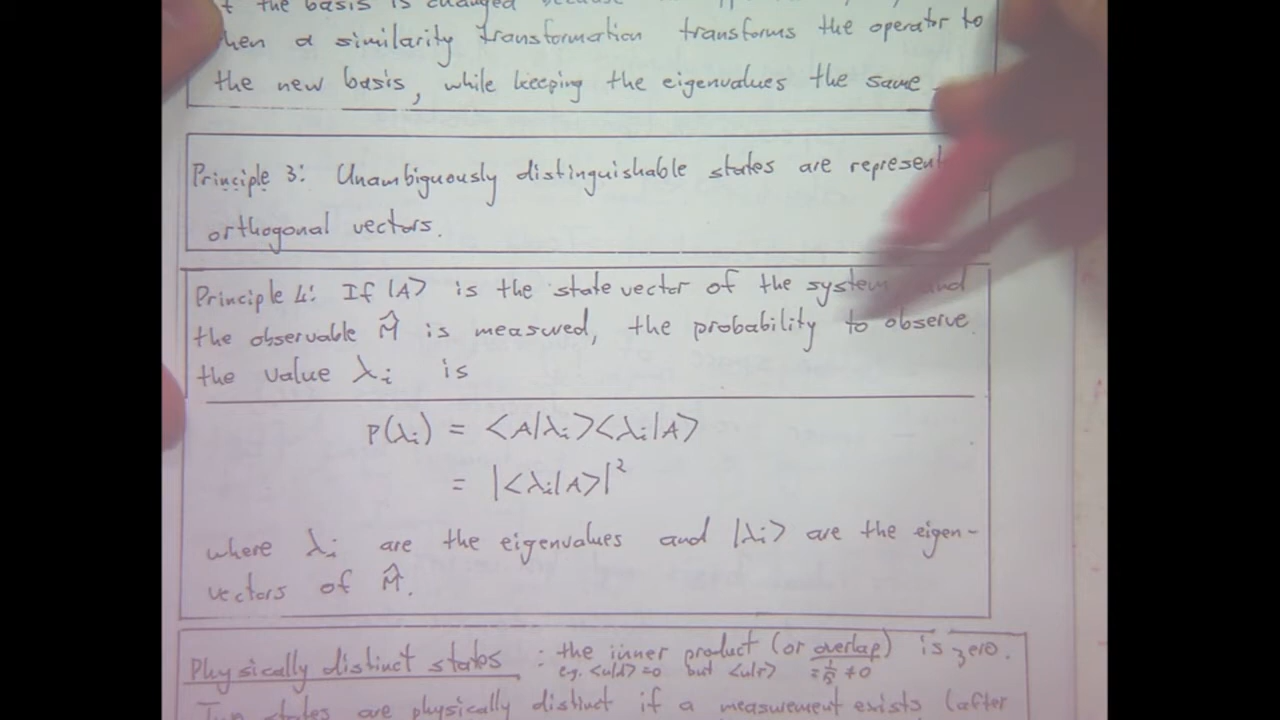 the basis is changed because
a similarity transformation transforms the operator to
the new basis, while keeping the eigenvalues the same
Principle 3: Unambiguously distinguishable states are represent
orthogonal vectors.
Principle 4: If |A> is the state vector of the system and
the observable M̂ is measured, the probability to observe
the value λi is
P(λi) = <A|λi><λi|A>
= |<λi|A>|²
where λi are the eigenvalues and |λi> are the eigen-
vectors of M̂.
Physically distinct states : the inner product (or overlap) is zero.
e.g. <u|d> = 0 but <u|r> = 1/√2 ≠ 0
Two states are physically distinct if a measurement exists (after